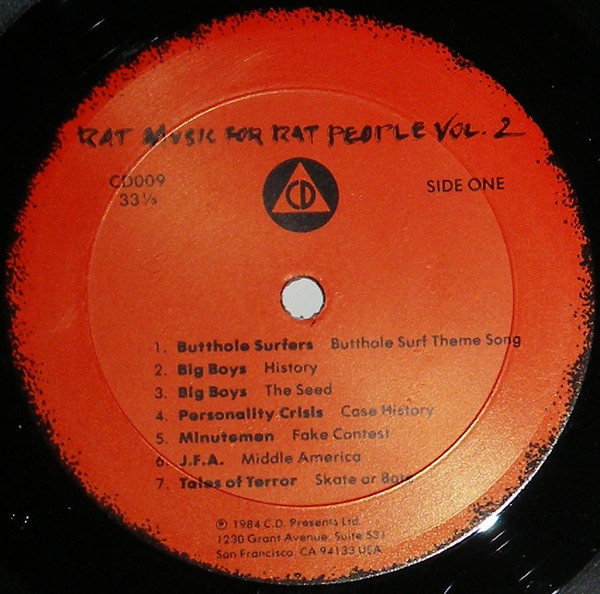 RAT MUSIC FOR RAT PEOPLE VOL. 2
CD009
33⅓
CD
SIDE ONE
1. Butthole Surfers Butthole Surf Theme Song
2. Big Boys History
3. Big Boys The Seed
4. Personality Crisis Case History
5. Minutemen Fake Contest
6. J.F.A. Middle America
7. Tales of Terror Skate or Bate
℗ 1984 C.D. Presents Ltd.
1230 Grant Avenue, Suite 531
San Francisco, CA 94133 USA